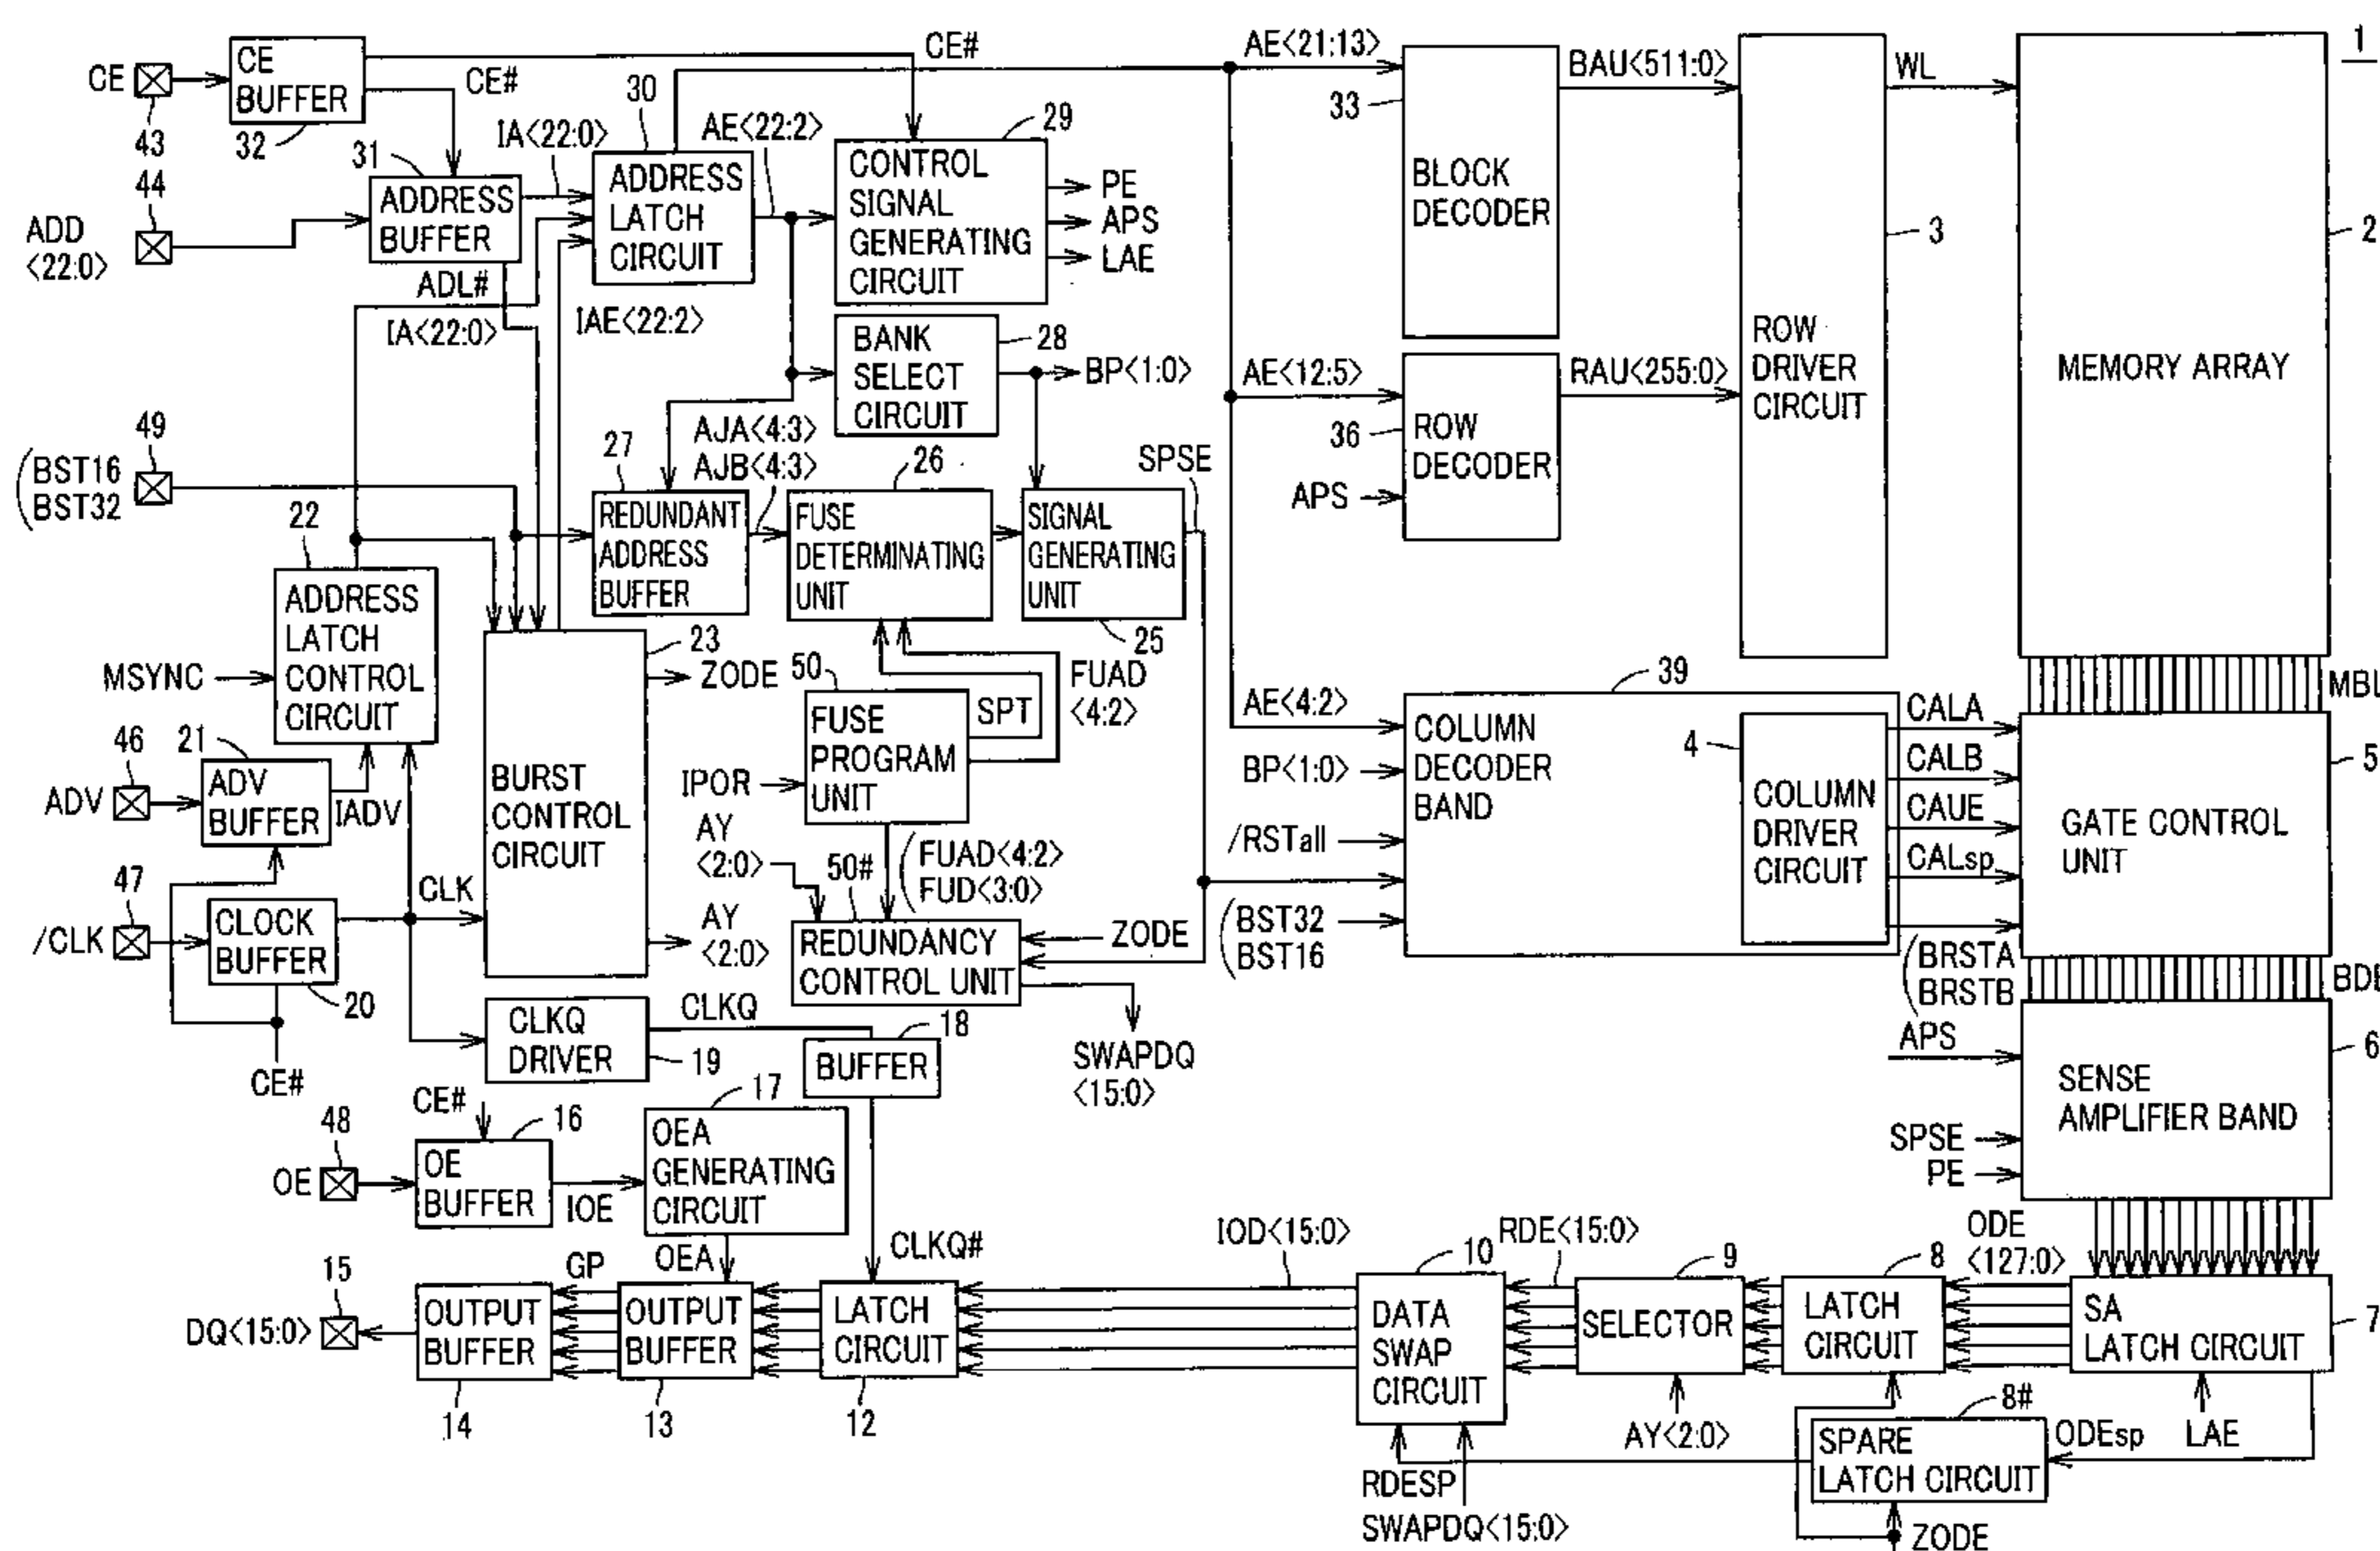 1
CE
43
CE
BUFFER
32
CE#
CE#
ADD
<22:0>
44
31
ADDRESS
BUFFER
IA<22:0>
30
ADDRESS
LATCH
CIRCUIT
AE<22:2>
29
CONTROL
SIGNAL
GENERATING
CIRCUIT
PE
APS
LAE
ADL#
IA<22:0>
IAE<22:2>
BANK
SELECT
CIRCUIT
28
BP<1:0>
AE<21:13>
33
BLOCK
DECODER
BAU<511:0>
AE<12:5>
36
ROW
DECODER
APS
RAU<255:0>
ROW
DRIVER
CIRCUIT
3
WL
MEMORY ARRAY
2
49
BST16
BST32
27
AJA<4:3>
AJB<4:3>
REDUNDANT
ADDRESS
BUFFER
26
FUSE
DETERMINATING
UNIT
SPSE
SIGNAL
GENERATING
UNIT
25
22
ADDRESS
LATCH
CONTROL
CIRCUIT
MSYNC
23
BURST
CONTROL
CIRCUIT
ZODE
AY
<2:0>
50
FUSE
PROGRAM
UNIT
IPOR
SPT
FUAD
<4:2>
46
ADV
21
ADV
BUFFER
IADV
47
/CLK
CLOCK
BUFFER
20
CLK
CE#
AY
<2:0>
50#
FUAD<4:2>
FUD<3:0>
REDUNDANCY
CONTROL UNIT
ZODE
SWAPDQ
<15:0>
39
AE<4:2>
BP<1:0>
/RSTall
BST32
BST16
COLUMN
DECODER
BAND
4
COLUMN
DRIVER
CIRCUIT
CALA
CALB
CAUE
CALsp
BRSTA
BRSTB
MBL
GATE CONTROL
UNIT
5
CLKQ
DRIVER
19
CLKQ
18
BUFFER
APS
SPSE
PE
SENSE
AMPLIFIER BAND
6
48
OE
CE#
16
OE
BUFFER
IOE
17
OEA
GENERATING
CIRCUIT
OEA
CLKQ#
15
DQ<15:0>
OUTPUT
BUFFER
14
GP
OUTPUT
BUFFER
13
LATCH
CIRCUIT
12
IOD<15:0>
10
DATA
SWAP
CIRCUIT
RDE<15:0>
9
SELECTOR
AY<2:0>
8
LATCH
CIRCUIT
ODE
<127:0>
SA
LATCH CIRCUIT
7
LAE
8#
SPARE
LATCH CIRCUIT
ODEsp
RDESP
SWAPDQ<15:0>
ZODE